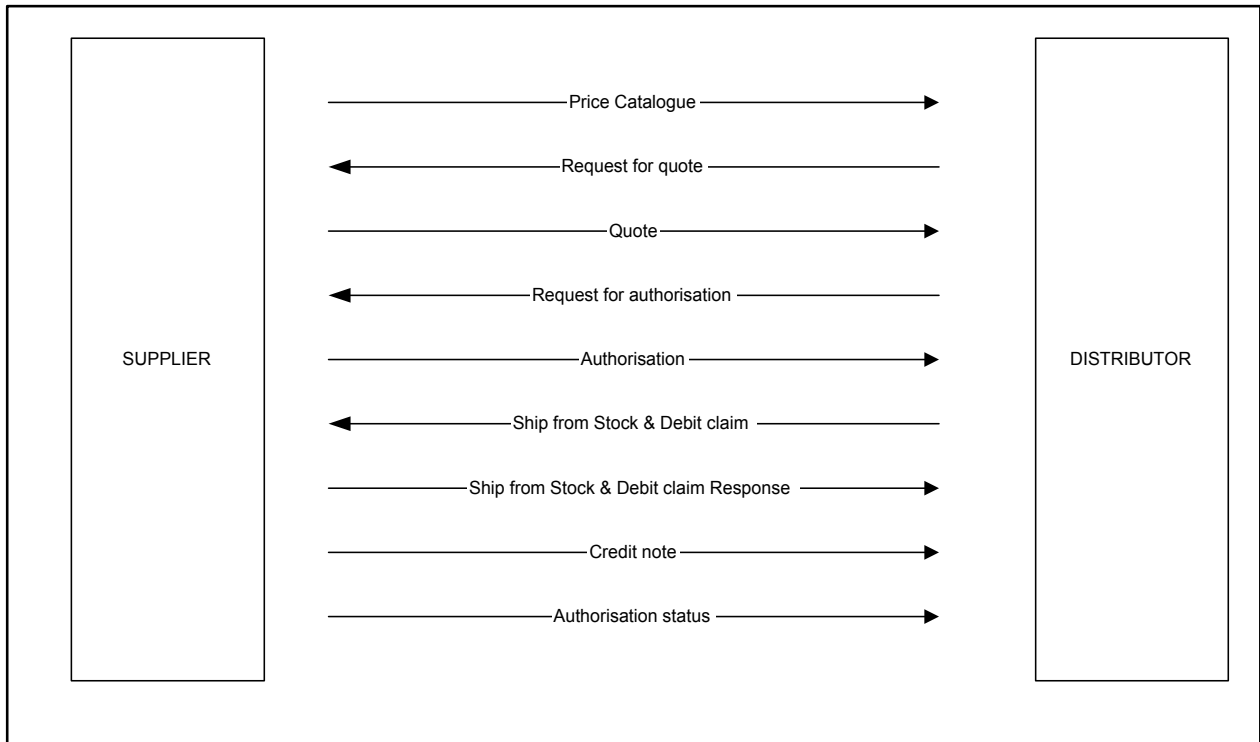 Price Catalogue
Request for quote
Quote
Request for authorisation
SUPPLIER
Authorisation
DISTRIBUTOR
Ship from Stock & Debit claim
Ship from Stock & Debit claim Response
Credit note
Authorisation status